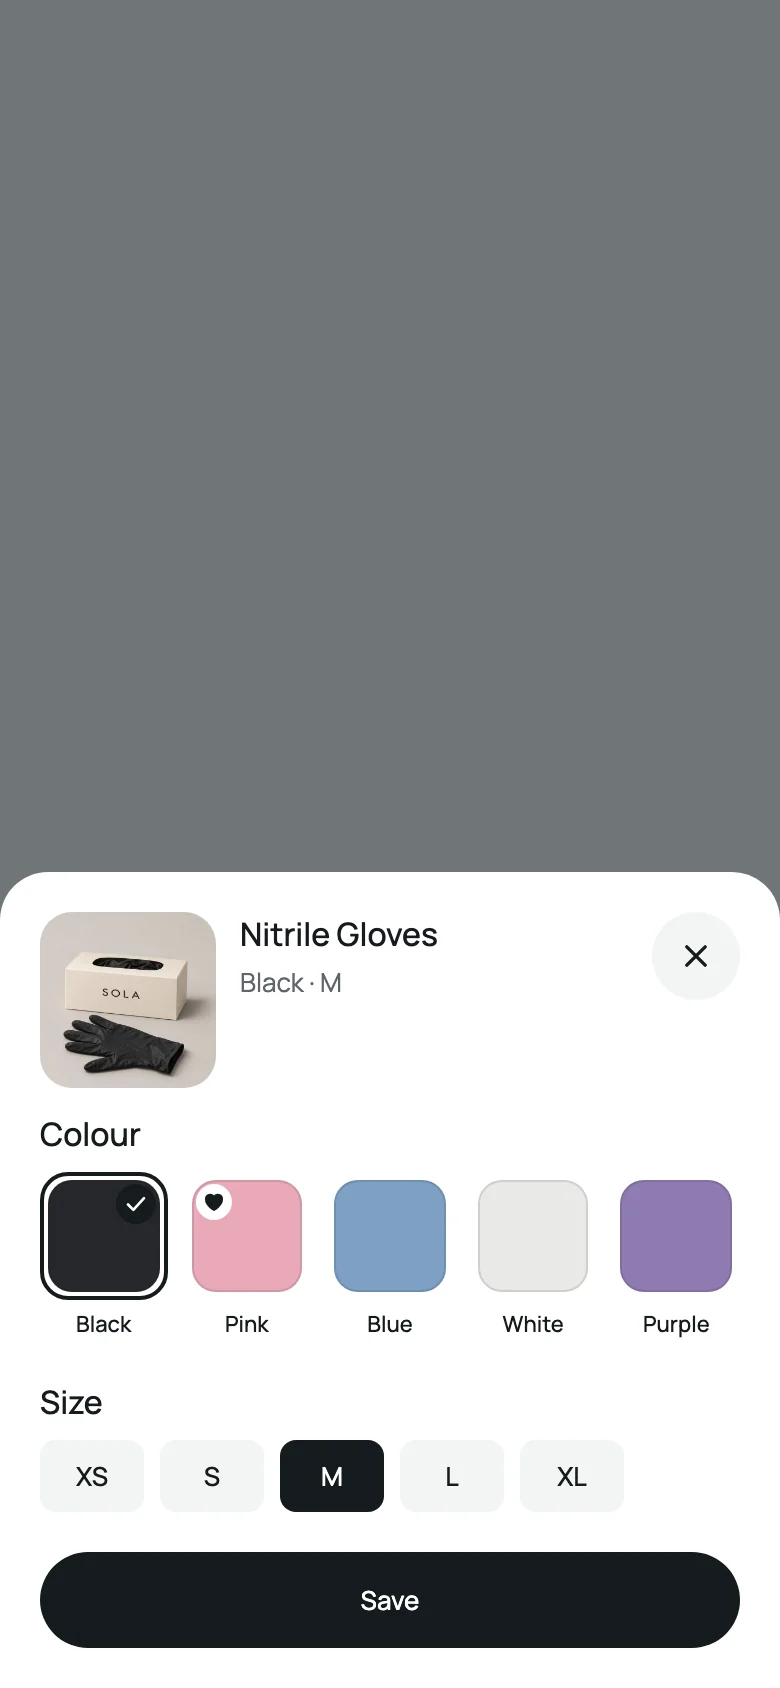 Nitrile Gloves
Black · M
SOLA
Colour
Black
Pink
Blue
White
Purple
Size
XS
S
M
L
XL
Save